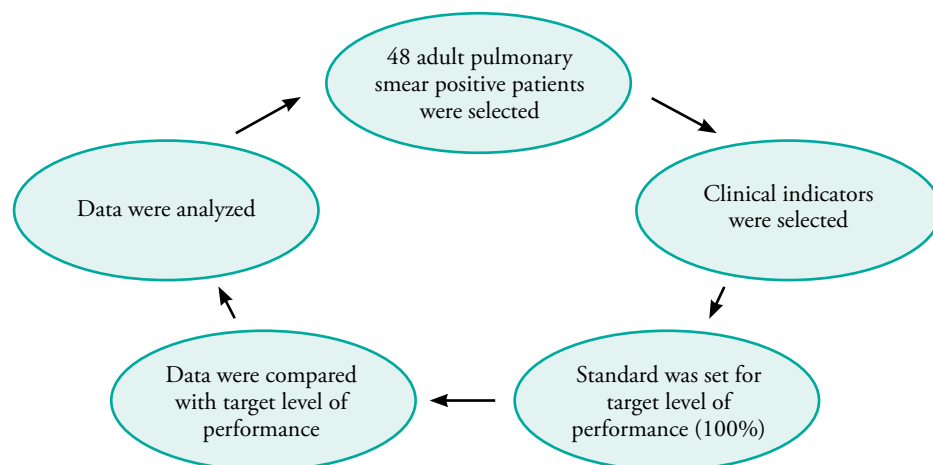 48 adult pulmonary
smear positive patients
were selected
Clinical indicators
were selected
Standard was set for
target level of
performance (100%)
Data were compared
with target level of
performance
Data were analyzed